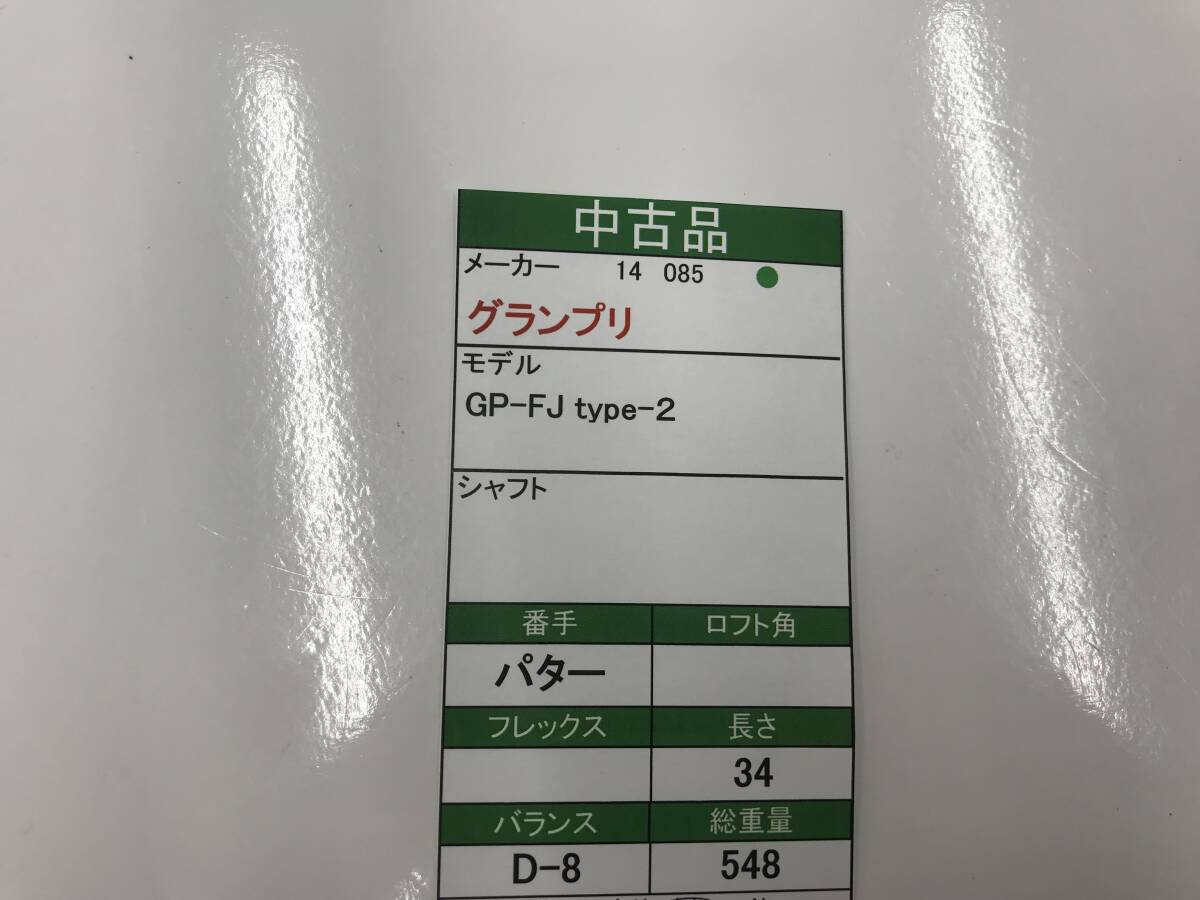 中古品
メーカー 14 085
グランプリ
モデル
GP-FJ type-2
シャフト
番手 ロフト角
パター
フレックス 長さ
34
バランス 総重量
D-8 548